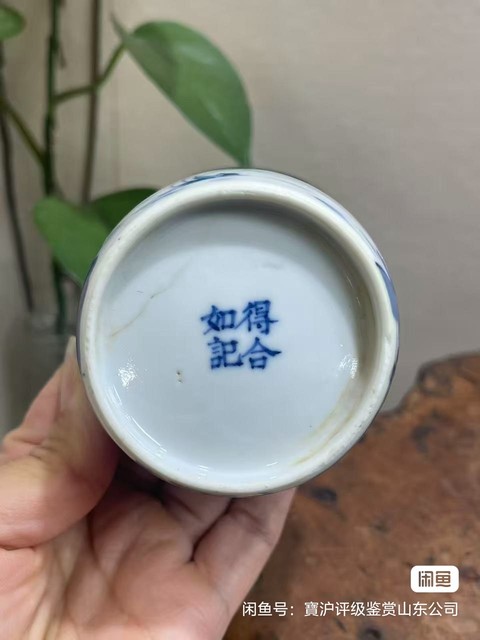 得合
如記
闲鱼
闲鱼号：寶沪评级鉴赏山东公司